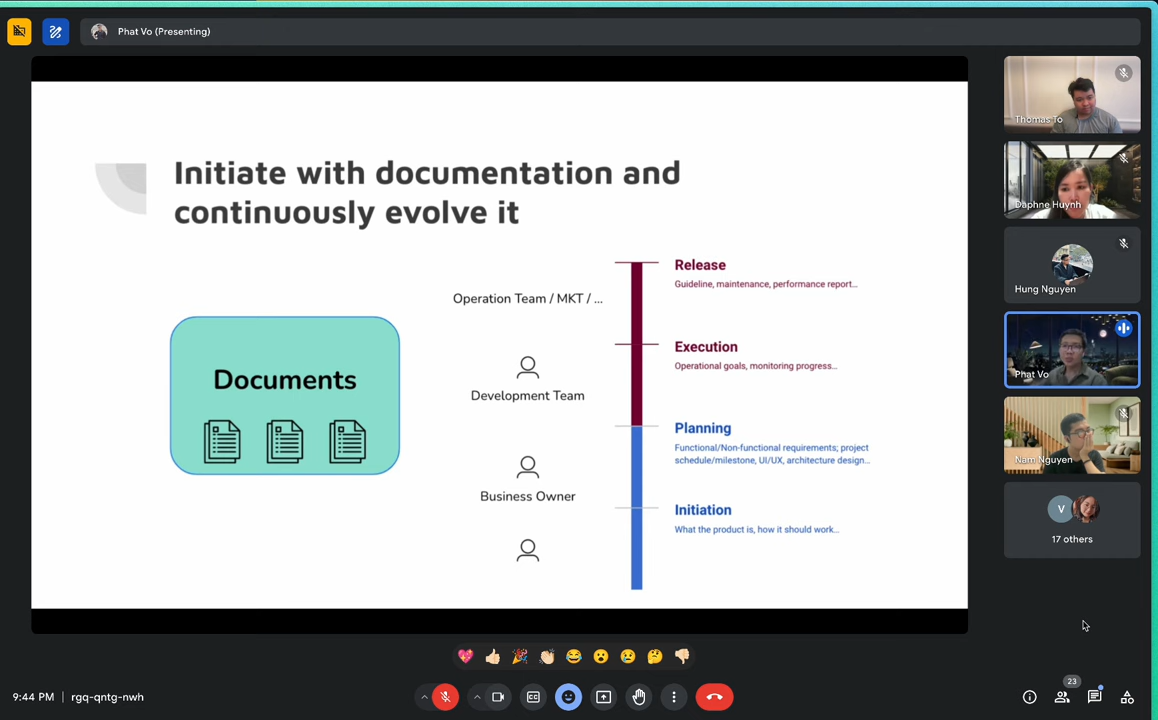 Phat Vo (Presenting)
Initiate with documentation and
continuously evolve it
Documents
Operation Team / MKT / ...
Development Team
Business Owner
Release
Guideline, maintenance, performance report...
Execution
Operational goals, monitoring progress...
Planning
Functional/Non-functional requirements; project
schedule/milestone, UI/UX, architecture design...
Initiation
What the product is, how it should work...
Thomas To
Daphne Huynh
Hung Nguyen
Phat Vo
Nam Nguyen
V
17 others
9:44 PM | rgq-qntg-nwh
23